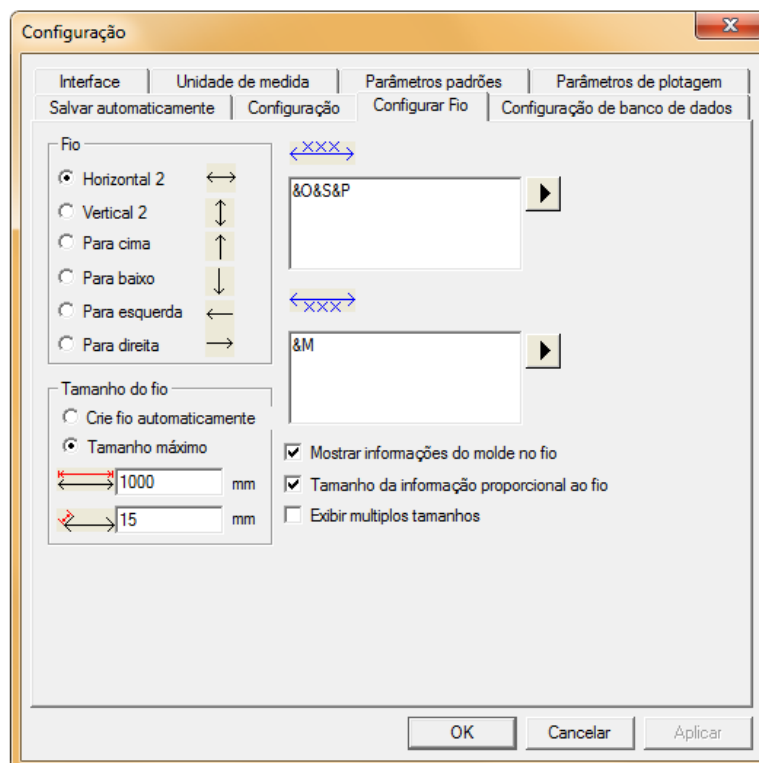 Configuração
Interface
Unidade de medida
Parâmetros padrões
Parâmetros de plotagem
Salvar automaticamente
Configuração
Configurar Fio
Configuração de banco de dados
Fio
Horizontal 2
Vertical 2
Para cima
Para baixo
Para esquerda
Para direita
Tamanho do fio
Crie fio automaticamente
Tamanho máximo
1000 mm
15 mm
XXX
&O&S&P
XXX
&M
Mostrar informações do molde no fio
Tamanho da informação proporcional ao fio
Exibir multiplos tamanhos
OK
Cancelar
Aplicar